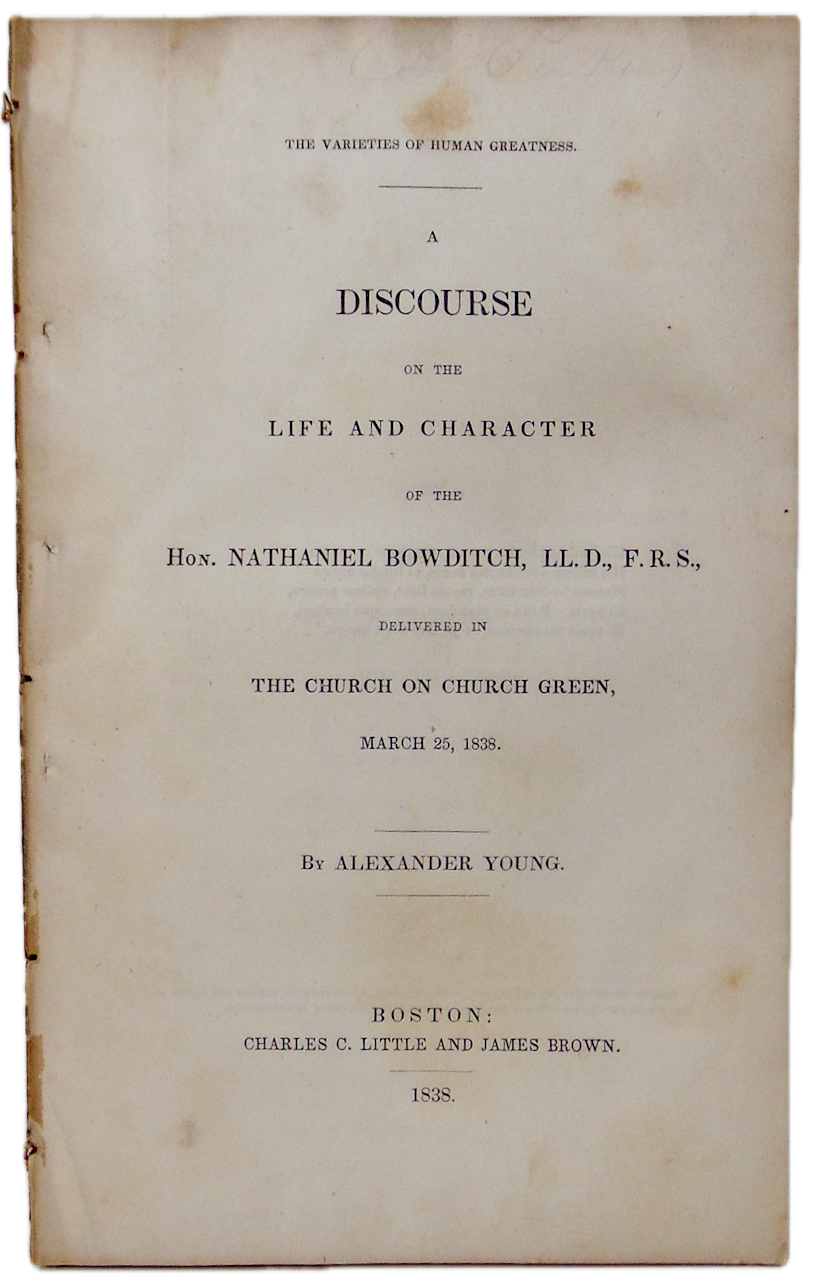 THE VARIETIES OF HUMAN GREATNESS.
A
DISCOURSE
ON THE
LIFE AND CHARACTER
OF THE
Hon. NATHANIEL BOWDITCH, LL. D., F. R. S.,
DELIVERED IN
THE CHURCH ON CHURCH GREEN,
MARCH 25, 1838.
By ALEXANDER YOUNG.
BOSTON:
CHARLES C. LITTLE AND JAMES BROWN.
1838.